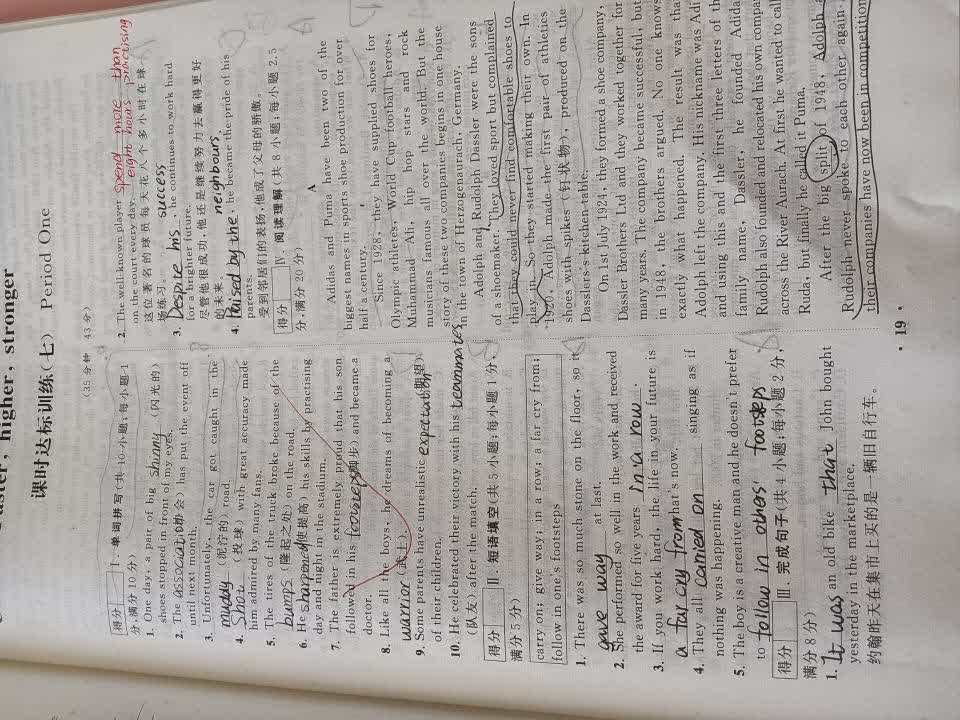 aster, higher, stronger
课时达标训练(七) Period One
(35 分钟 43 分)
得分 Ⅰ. 单词拼写(共 10 小题;每小题 1
分,满分 10 分)
1. One day, a pair of big shinny (闪光的)
shoes stopped in front of my eyes.
2. The association (协会) has put the event off
until next month.
3. Unfortunately, the car got caught in the
muddy (泥泞的) road.
4. Shot (投球) with great accuracy made
him admired by many fans.
5. The tires of the truck broke because of the
bumps (隆起之处) on the road.
6. He sharpened (使提高) his skills by practising
day and night in the stadium.
7. The father is extremely proud that his son
followed in his footsteps (脚步) and became a
doctor.
8. Like all the boys, he dreams of becoming a
warrior (武士).
9. Some parents have unrealistic expectation (期望)
of their children.
10. He celebrated their victory with his teammates
(队友) after the match.
得分 Ⅱ. 短语填空(共 5 小题;每小题 1 分,
满分 5 分)
carry on; give way; in a row; a far cry from;
follow in one's footsteps
1. There was so much stone on the floor, so it
gave way at last.
2. She performed so well in the work and received
the award for five years in a row.
3. If you work hard, the life in your future is
a far cry from what's now.
4. They all carried on singing as if
nothing was happening.
5. The boy is a creative man and he doesn't prefer
to follow in others' footsteps
得分 Ⅲ. 完成句子(共 4 小题;每小题 2 分,
满分 8 分)
1. It was an old bike that John bought
yesterday in the marketplace.
约翰昨天在集市上买的是一辆旧自行车。
2. The well-known player spend more than
eight hours practising
on the court every day.
这位著名的球员每天花八个多小时在球
场练习。
3. Despite his success, he continues to work hard
for a brighter future.
尽管他很成功,他还是继续努力去赢得更好
的未来。
4. Praised by the neighbours, he became the pride of his
parents.
受到邻居们的表扬,他成了父母的骄傲。
得分 Ⅳ. 阅读理解(共 8 小题;每小题 2.5
分,满分 20 分)
A
Adidas and Puma have been two of the
biggest names in sports shoe production for over
half a century.
Since 1928, they have supplied shoes for
Olympic athletes, World Cup football heroes,
Muhammad Ali, hip hop stars and rock
musicians famous all over the world. But the
story of these two companies begins in one house
in the town of Herzogenaurach, Germany.
Adolph and Rudolph Dassler were the sons
of a shoemaker. They loved sport but complained
that they could never find comfortable shoes to
play in. So they started making their own. In
1920, Adolph made the first pair of athletics
shoes with spikes (钉状物), produced on the
Dasslers' kitchen table.
On 1st July 1924, they formed a shoe company,
Dassler Brothers Ltd and they worked together for
many years. The company became successful, but
in 1948, the brothers argued. No one knows
exactly what happened. The result was that
Adolph left the company. His nickname was Adi
and using this and the first three letters of the
family name, Dassler, he founded Adidas
Rudolph also founded and relocated his own company
across the River Aurach. At first he wanted to call
Ruda, but finally he called it Puma.
After the big split of 1948, Adolph
Rudolph never spoke to each other again.
their companies have now been in competition
· 19 ·